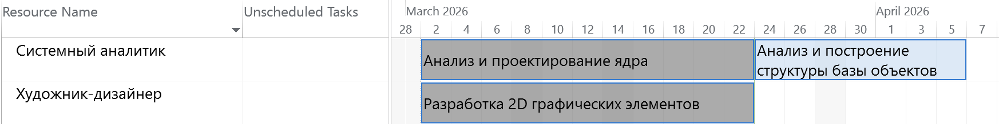 Resource Name Unscheduled Tasks March 2026 April 2026
28 2 4 6 8 10 12 14 16 18 20 22 24 26 28 30 1 3 5 7
Системный аналитик Анализ и проектирование ядра Анализ и построение
структуры базы объектов
Художник-дизайнер Разработка 2D графических элементов